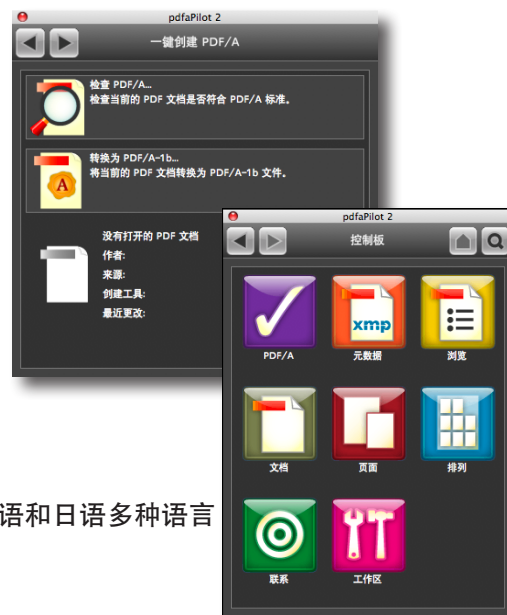 pdfaPilot 2
一键创建 PDF/A
检查 PDF/A…
检查当前的 PDF 文档是否符合 PDF/A 标准。
转换为 PDF/A-1b…
将当前的 PDF 文档转换为 PDF/A-1b 文件。
A
没有打开的 PDF 文档
作者:
来源:
创建工具:
最近更改:
pdfaPilot 2
控制板
PDF/A
xmp
元数据
浏览
文档
页面
排列
联系
工作区
语和日语多种语言